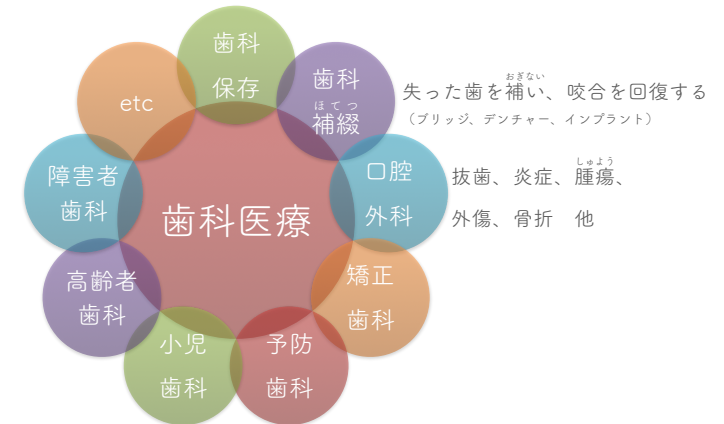 歯科医療
歯科
保存
歯科
ほてつ
補綴
おぎない
失った歯を補い、咬合を回復する
（ブリッジ、デンチャー、インプラント）
口腔
外科
しゅよう
抜歯、炎症、腫瘍、
外傷、骨折　他
矯正
歯科
予防
歯科
小児
歯科
高齢者
歯科
障害者
歯科
etc